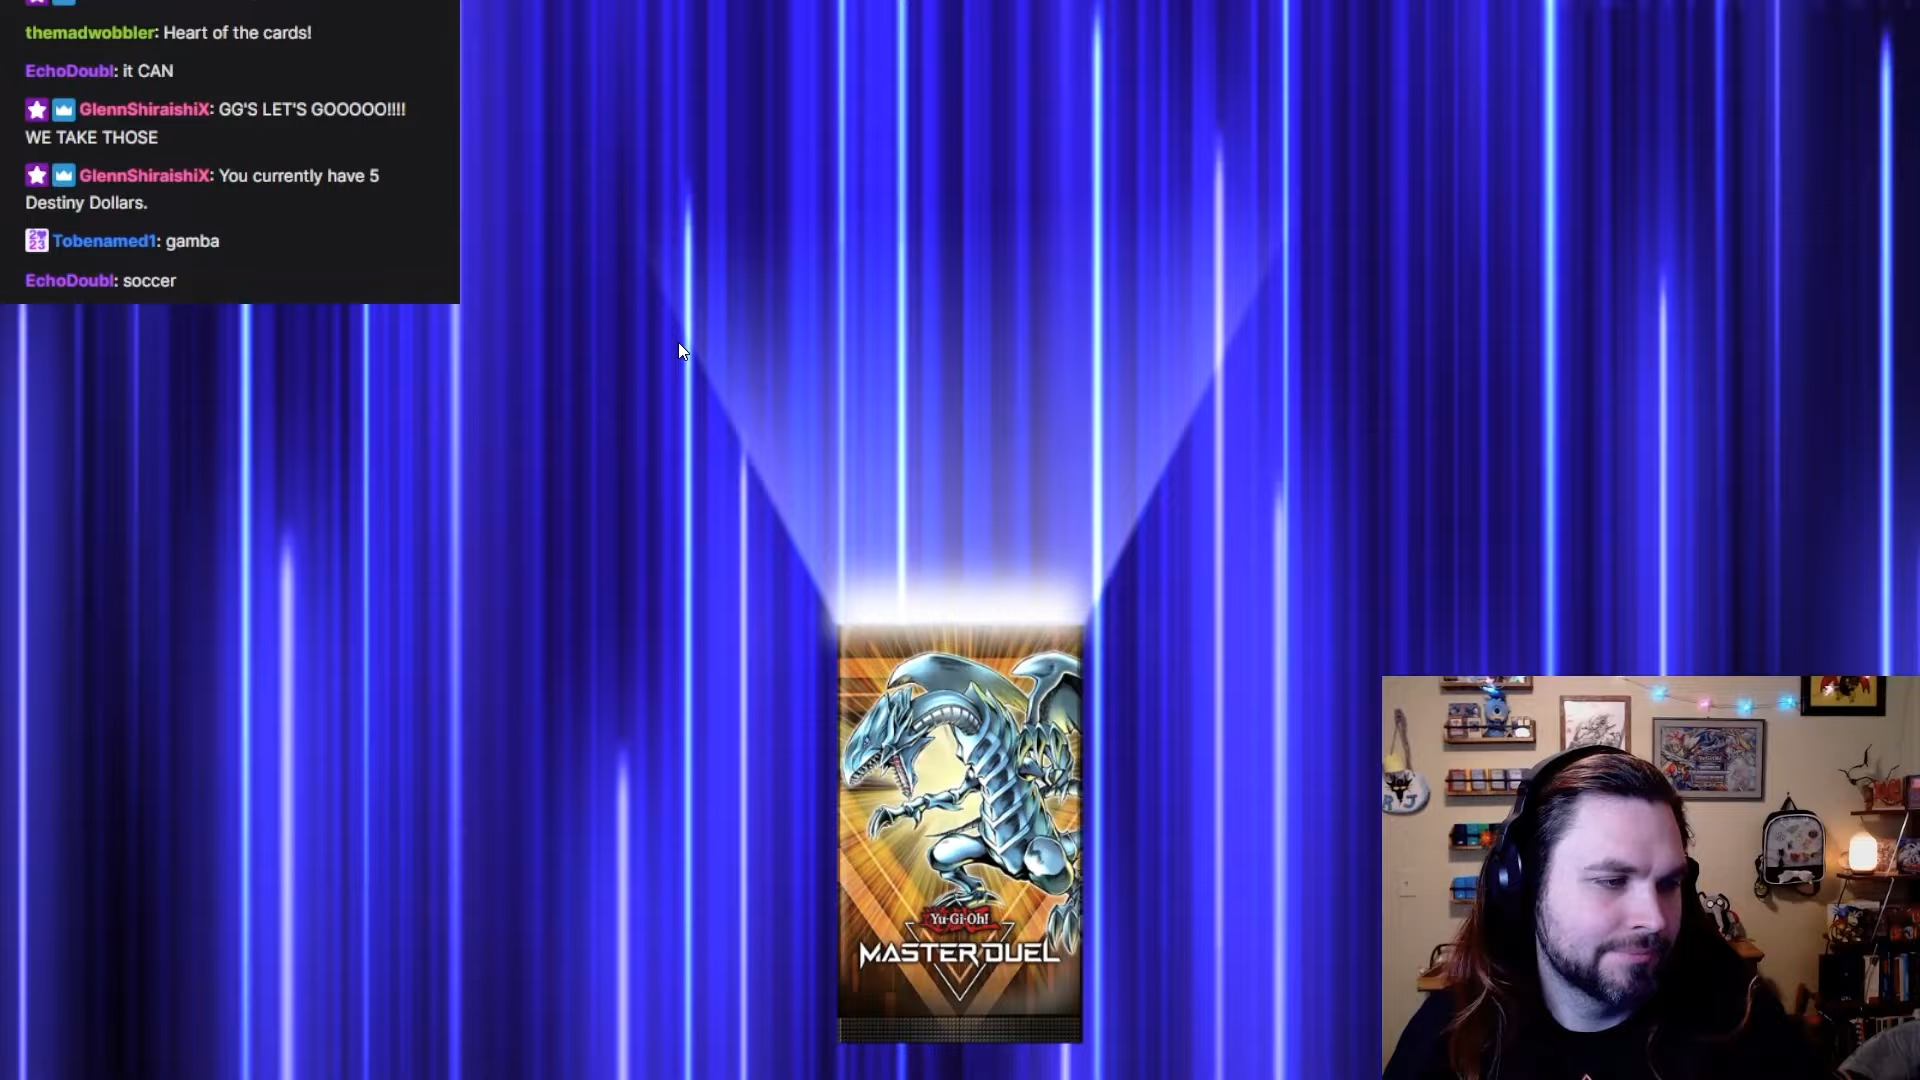 themadwobbler: Heart of the cards!
EchoDoubl: it CAN
GlennShiraishiX: GG'S LET'S GOOOOO!!!!
WE TAKE THOSE
GlennShiraishiX: You currently have 5
Destiny Dollars.
Tobenamed1: gamba
EchoDoubl: soccer
Yu-Gi-Oh!
MASTER DUEL